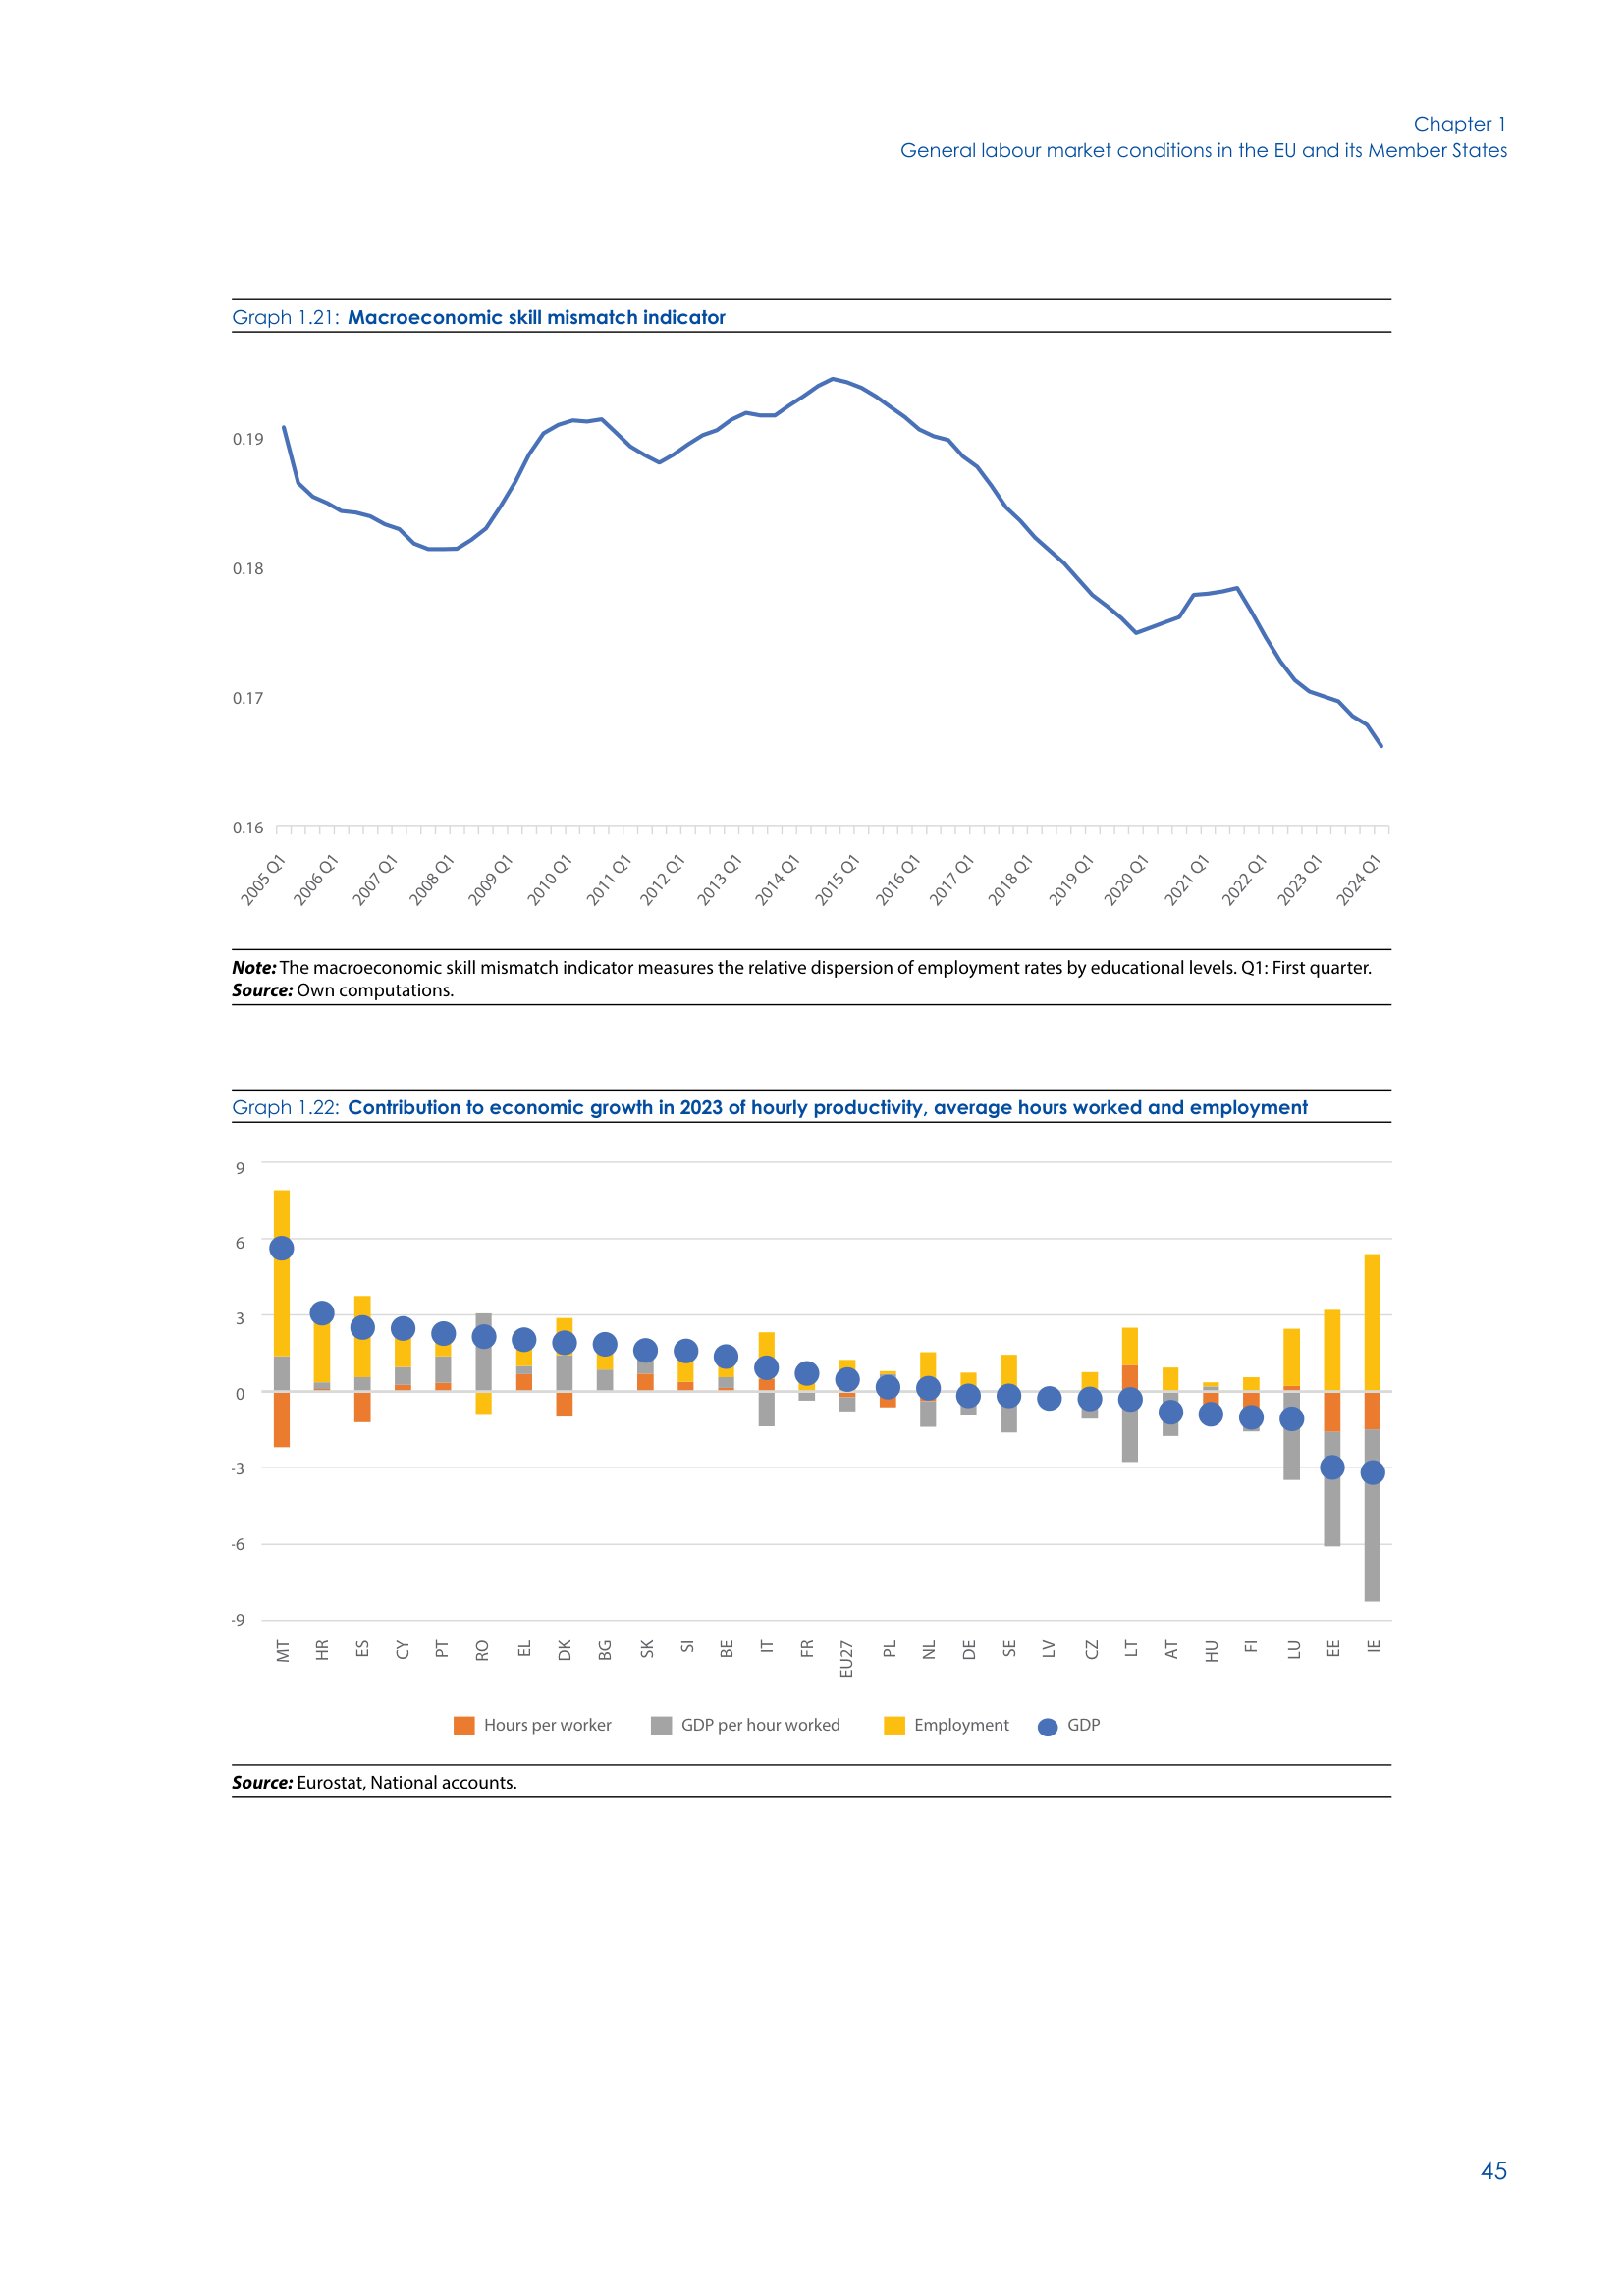 Chapter 1
General labour market conditions in the EU and its Member States
Graph 1.21: Macroeconomic skill mismatch indicator
0.19
0.18
0.17
0.16
2005 Q1
2006 Q1
2007 Q1
2008 Q1
2009 Q1
2010 Q1
2011 Q1
2012 Q1
2013 Q1
2014 Q1
2015 Q1
2016 Q1
2017 Q1
2018 Q1
2019 Q1
2020 Q1
2021 Q1
2022 Q1
2023 Q1
2024 Q1
Note: The macroeconomic skill mismatch indicator measures the relative dispersion of employment rates by educational levels. Q1: First quarter.
Source: Own computations.
Graph 1.22: Contribution to economic growth in 2023 of hourly productivity, average hours worked and employment
9
6
3
0
-3
-6
-9
MT
HR
ES
CY
PT
RO
EL
DK
BG
SK
SI
BE
IT
FR
EU27
PL
NL
DE
SE
LV
CZ
LT
AT
HU
FI
LU
EE
IE
Hours per worker
GDP per hour worked
Employment
GDP
Source: Eurostat, National accounts.
45